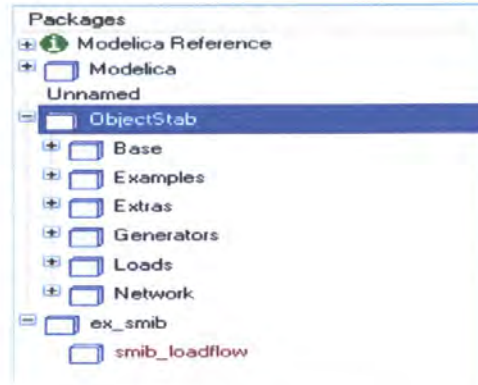 Packages
Modelica Reference
Modelica
Unnamed
ObjectStab
Base
Examples
Extras
Generators
Loads
Network
ex_smib
smib_loadflow